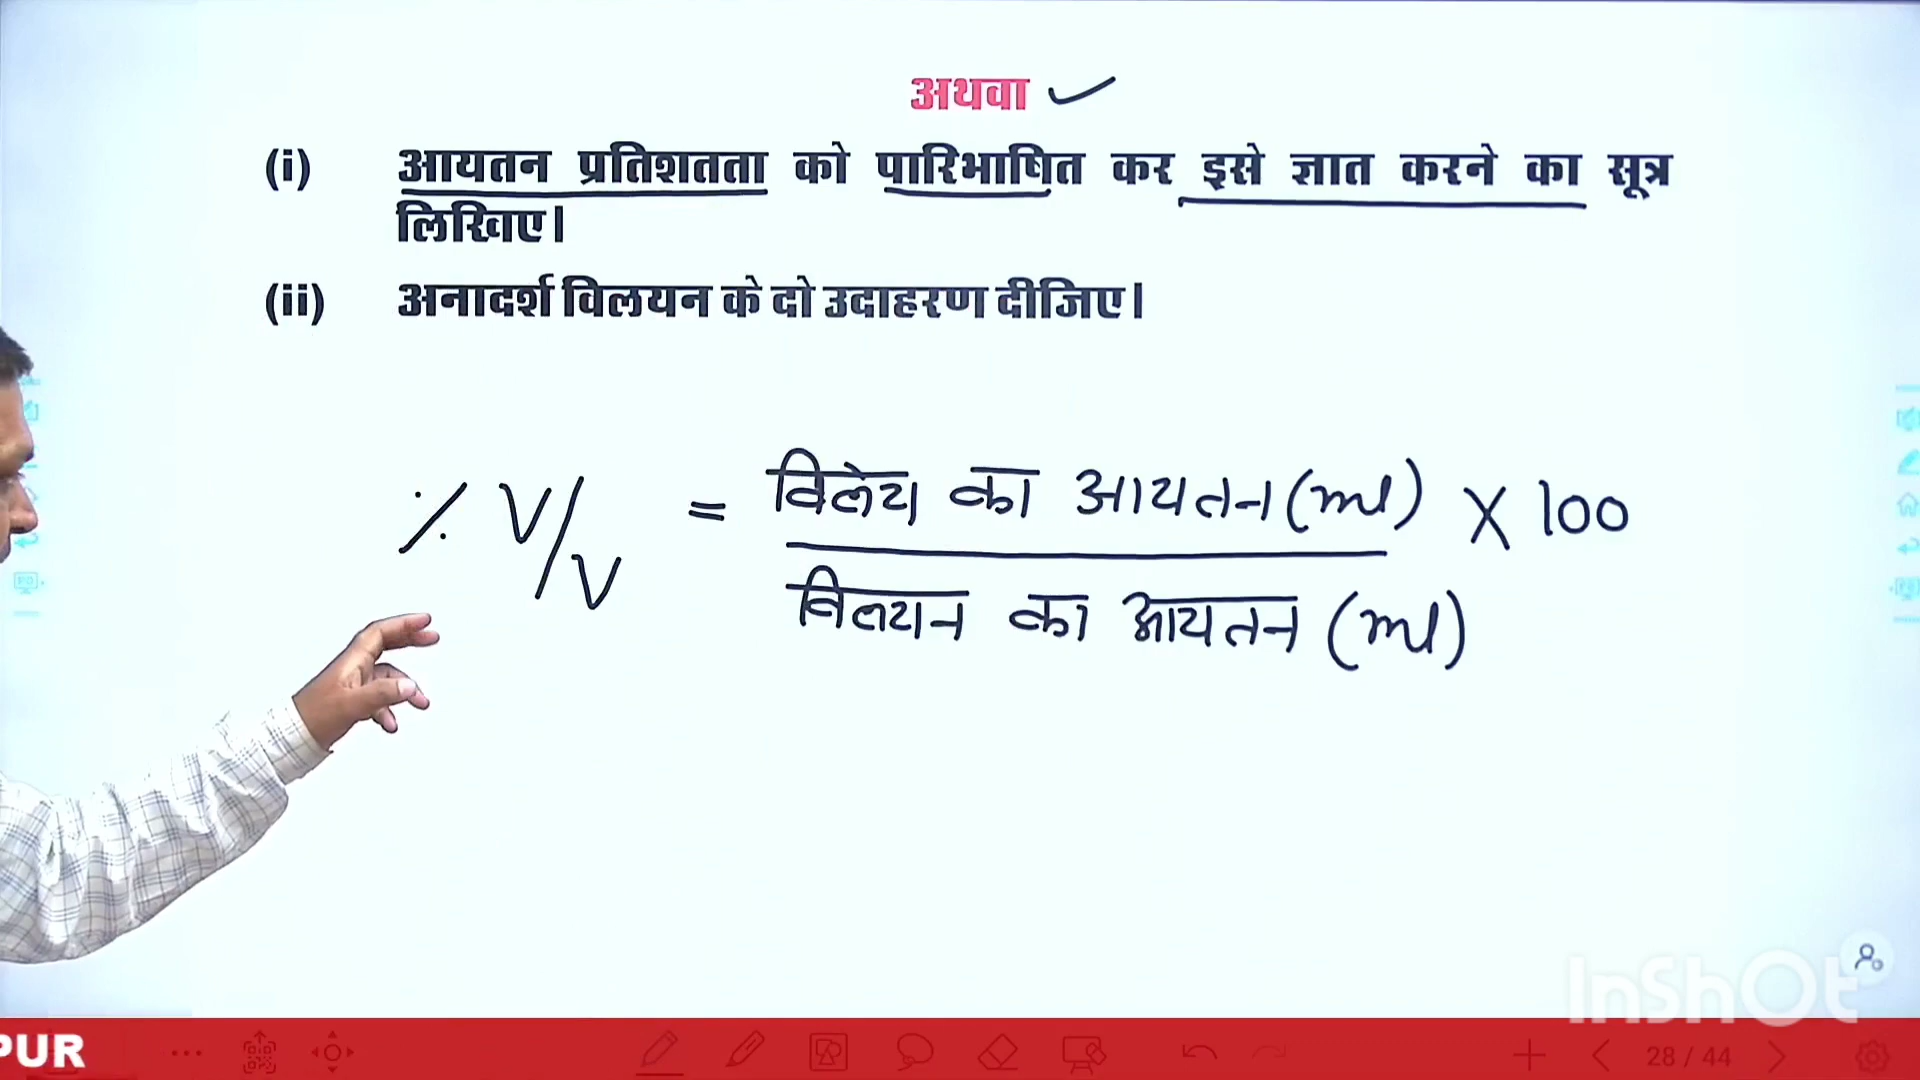 अथवा
(i) आयतन प्रतिशतता को पारिभाषित कर इसे ज्ञात करने का सूत्र
लिखिए।
(ii) अनादर्श विलयन के दो उदाहरण दीजिए।
% V/V = विलेय का आयतन (ml) X 100
विलयन का आयतन (ml)
InShOt
PUR
28 / 44